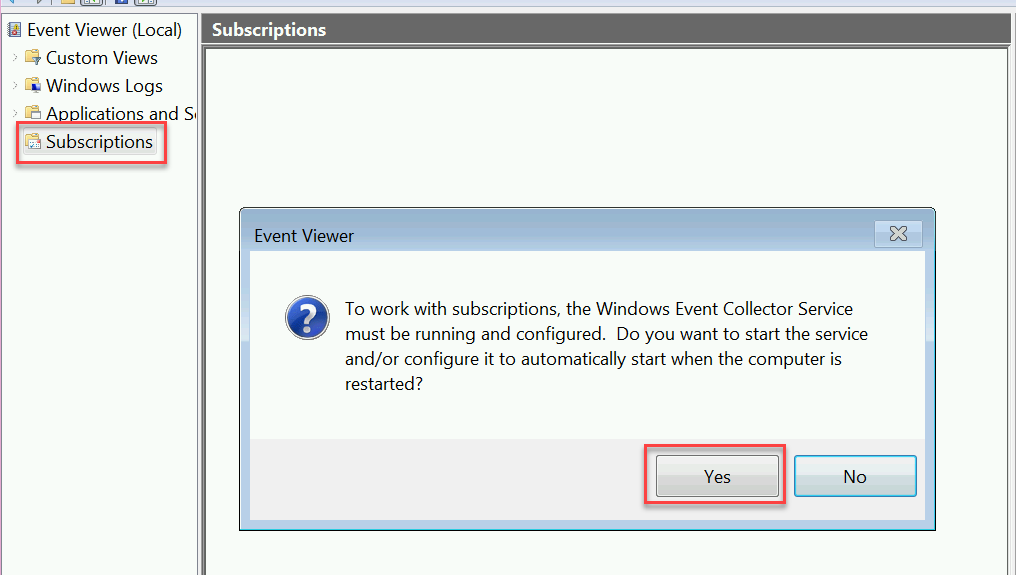 Event Viewer (Local)
Custom Views
Windows Logs
Applications and S
Subscriptions
Subscriptions
Event Viewer
To work with subscriptions, the Windows Event Collector Service
must be running and configured.  Do you want to start the service
and/or configure it to automatically start when the computer is
restarted?
Yes
No